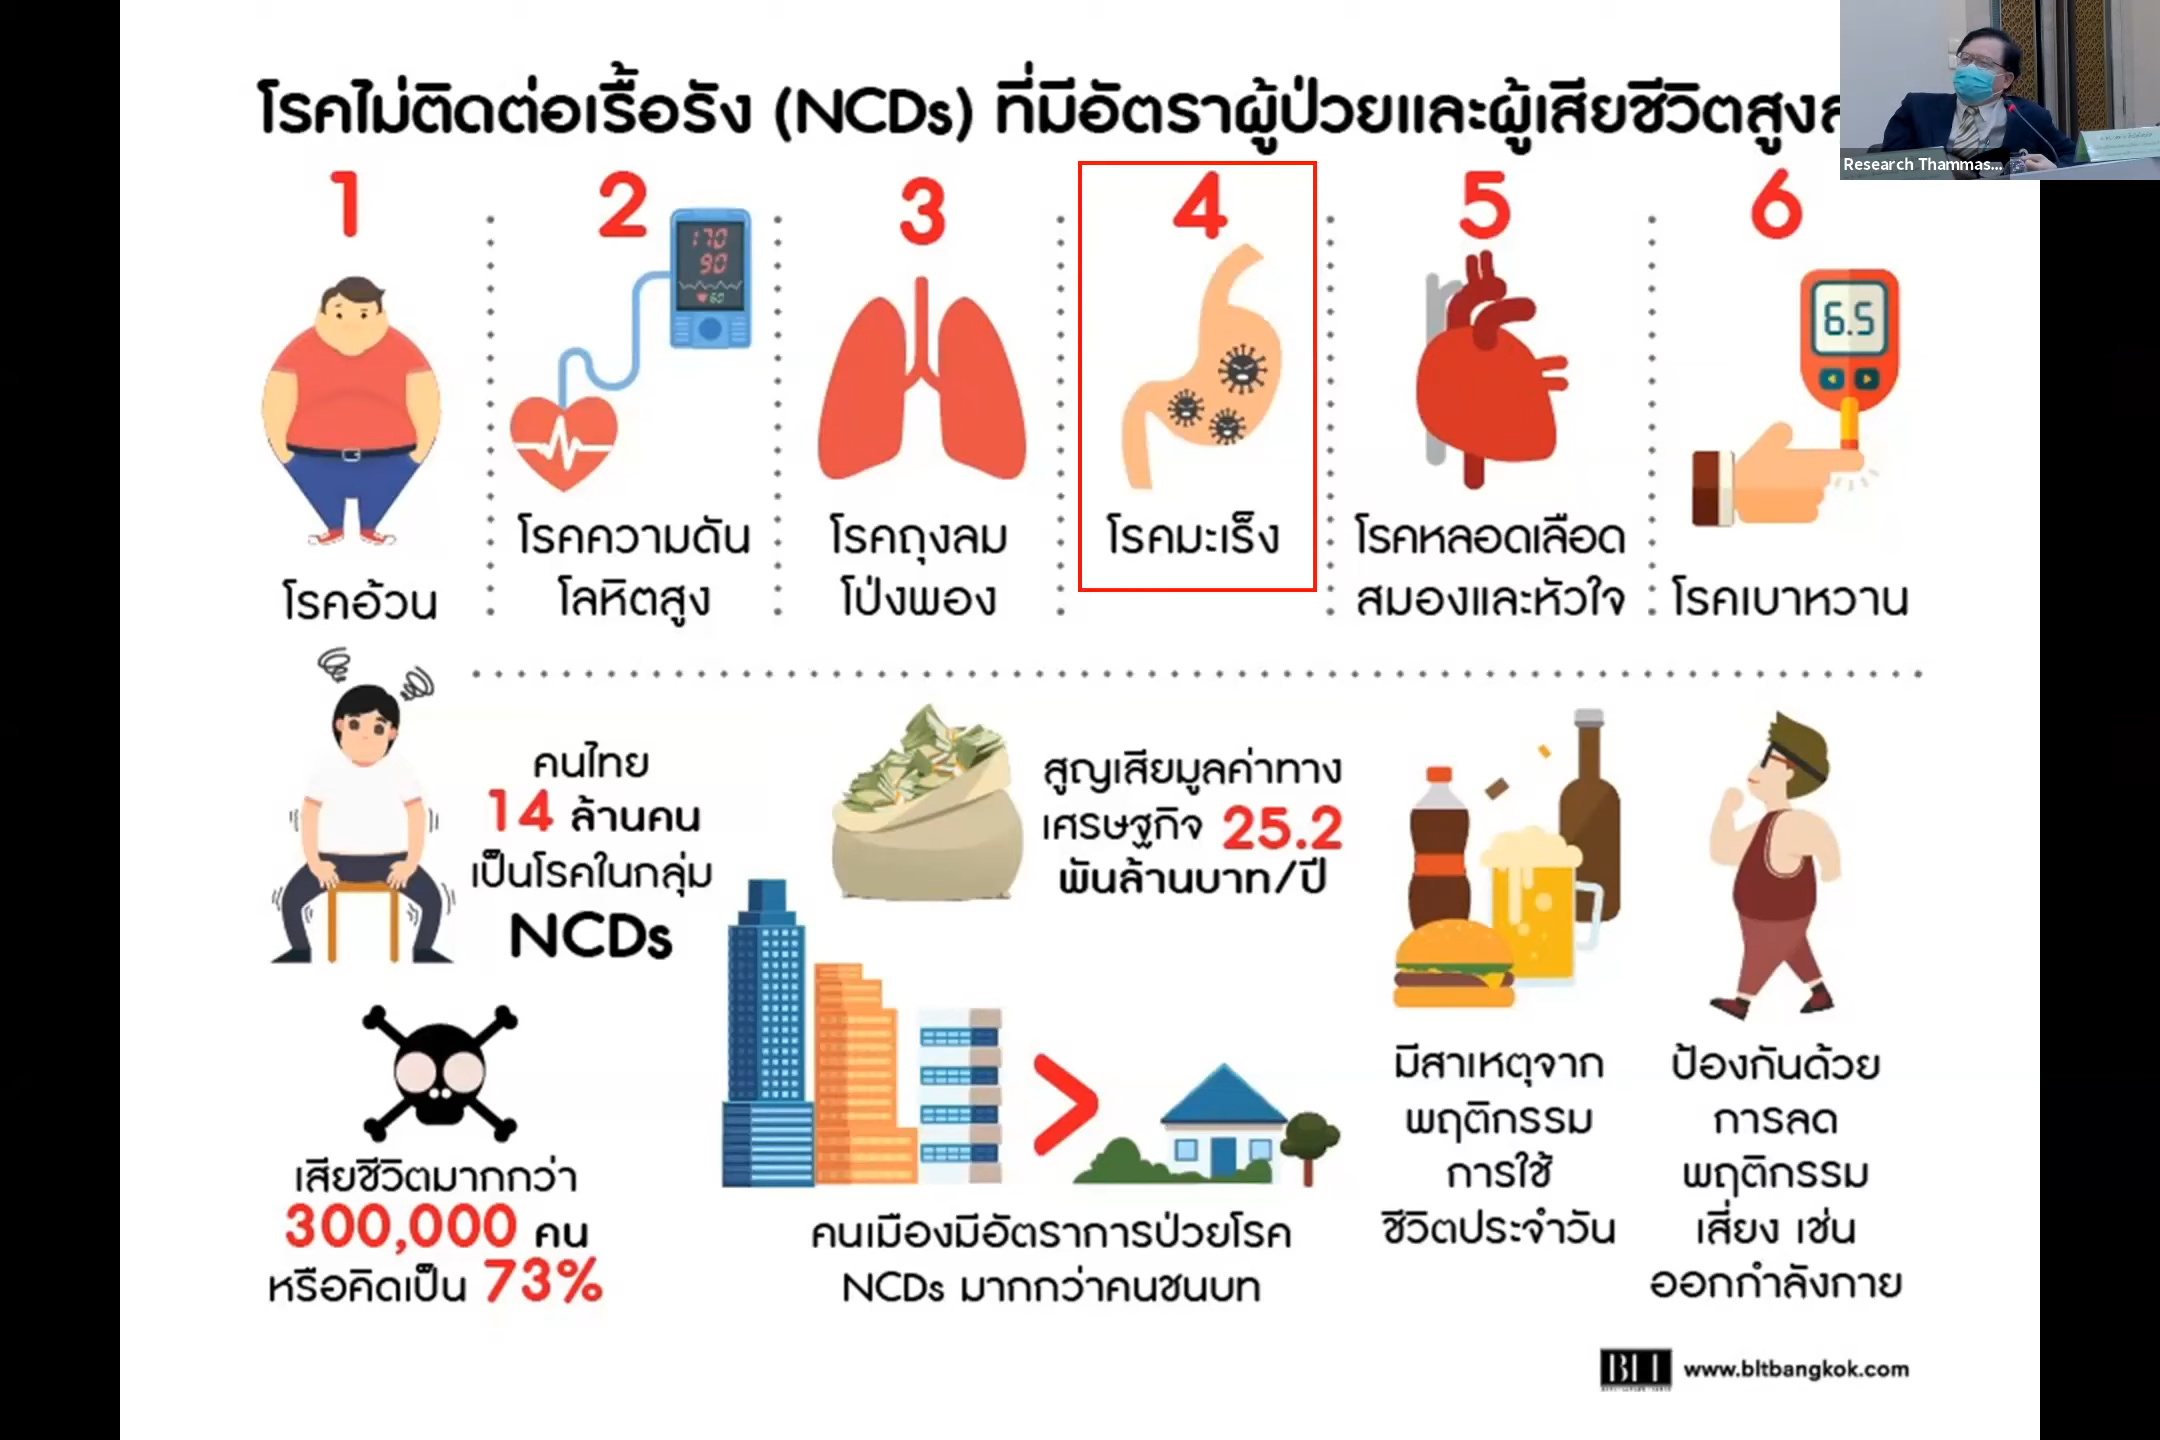 โรคไม่ติดต่อเรื้อรัง (NCDs) ที่มีอัตราผู้ป่วยและผู้เสียชีวิตสูง
Research Thammas...
1
2
3
4
5
6
170
90
60
6.5
โรคอ้วน
โรคความดัน
โลหิตสูง
โรคถุงลม
โป่งพอง
โรคมะเร็ง
โรคหลอดเลือด
สมองและหัวใจ
โรคเบาหวาน
คนไทย
14 ล้านคน
เป็นโรคในกลุ่ม
NCDs
สูญเสียมูลค่าทาง
เศรษฐกิจ 25.2
พันล้านบาท/ปี
เสียชีวิตมากกว่า
300,000 คน
หรือคิดเป็น 73%
>
คนเมืองมีอัตราการป่วยโรค
NCDs มากกว่าคนชนบท
มีสาเหตุจาก
พฤติกรรม
การใช้
ชีวิตประจำวัน
ป้องกันด้วย
การลด
พฤติกรรม
เสี่ยง เช่น
ออกกำลังกาย
BLT www.bltbangkok.com